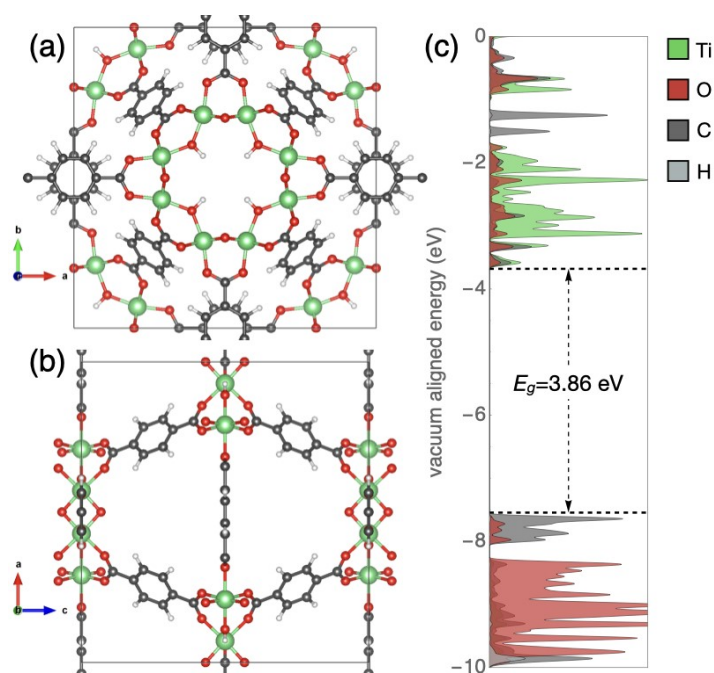 (a)
b
c
a
(b)
a
b
c
(c)
vacuum aligned energy (eV)
0
−2
−4
−6
−8
−10
Eg=3.86 eV
Ti
O
C
H